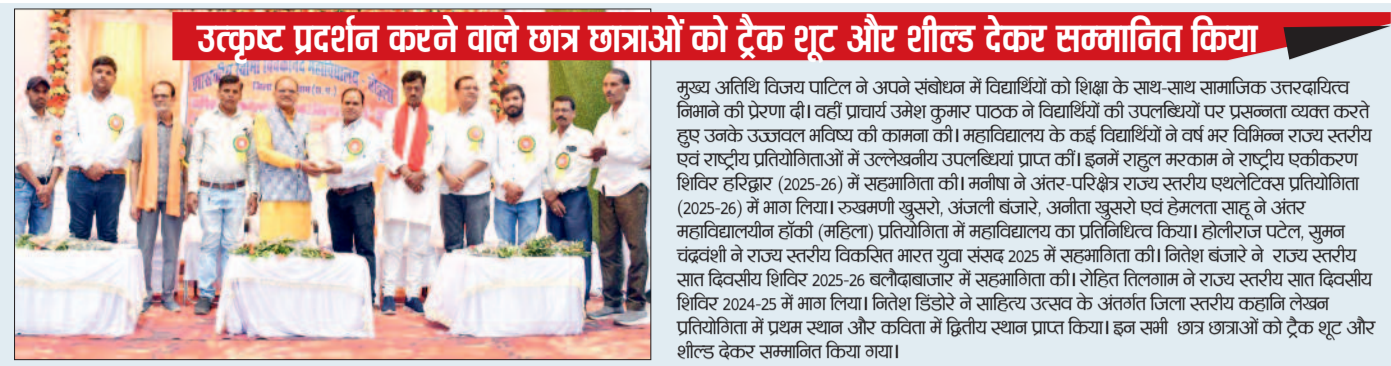 उत्कृष्ट प्रदर्शन करने वाले छात्र छात्राओं को ट्रैक शूट और शील्ड देकर सम्मानित किया
शासकीय स्वामी विवेकानंद महाविद्यालय
जिला
मुख्य अतिथि विजय पाटिल ने अपने संबोधन में विद्यार्थियों को शिक्षा के साथ-साथ सामाजिक उत्तरदायित्व
निभाने की प्रेरणा दी। वहीं प्राचार्य उमेश कुमार पाठक ने विद्यार्थियों की उपलब्धियों पर प्रसन्नता व्यक्त करते
हुए उनके उज्जवल भविष्य की कामना की। महाविद्यालय के कई विद्यार्थियों ने वर्ष भर विभिन्न राज्य स्तरीय
एवं राष्ट्रीय प्रतियोगिताओं में उल्लेखनीय उपलब्धियां प्राप्त कीं। इनमें राहुल मरकाम ने राष्ट्रीय एकीकरण
शिविर हरिद्वार (2025-26) में सहभागिता की। मनीषा ने अंतर-परिक्षेत्र राज्य स्तरीय एथलेटिक्स प्रतियोगिता
(2025-26) में भाग लिया। रुखमणी खुसरो, अंजली बंजारे, अनीता खुसरो एवं हेमलता साहू ने अंतर
महाविद्यालयीन हॉकी (महिला) प्रतियोगिता में महाविद्यालय का प्रतिनिधित्व किया। होलीराज पटेल, सुमन
चंद्रवंशी ने राज्य स्तरीय विकसित भारत युवा संसद 2025 में सहभागिता की। नितेश बंजारे ने राज्य स्तरीय
सात दिवसीय शिविर 2025-26 बलौदाबाजार में सहभागिता की। रोहित तिलगाम ने राज्य स्तरीय सात दिवसीय
शिविर 2024-25 में भाग लिया। नितेश डिंडोरे ने साहित्य उत्सव के अंतर्गत जिला स्तरीय कहानि लेखन
प्रतियोगिता में प्रथम स्थान और कविता में द्वितीय स्थान प्राप्त किया। इन सभी छात्र छात्राओं को ट्रैक शूट और
शील्ड देकर सम्मानित किया गया।